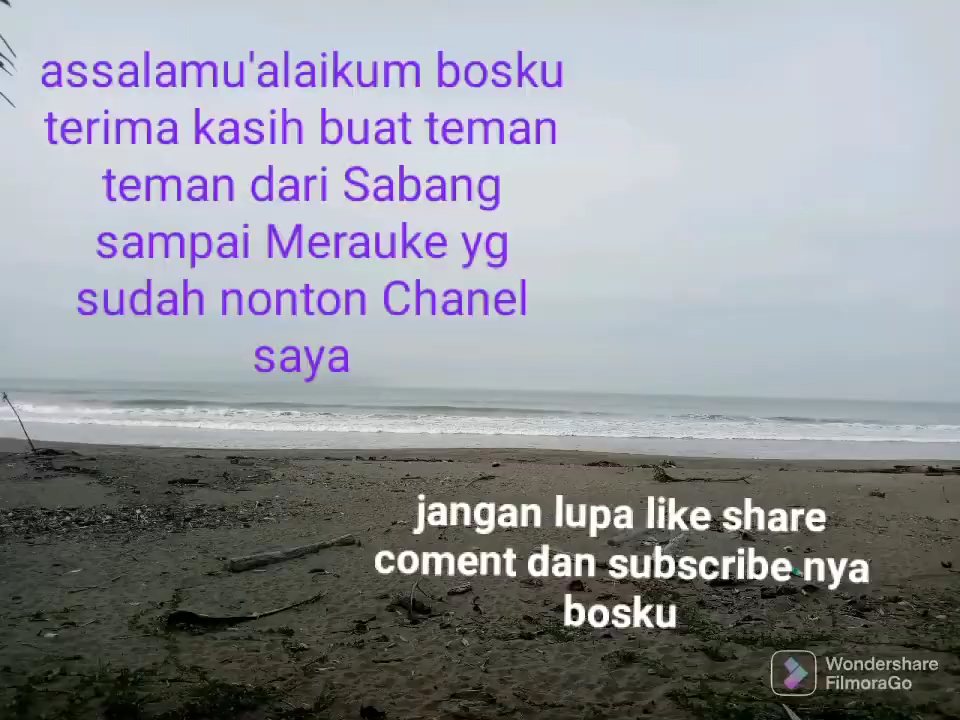 assalamu'alaikum bosku
terima kasih buat teman
teman dari Sabang
sampai Merauke yg
sudah nonton Chanel
saya
jangan lupa like share
coment dan subscribe nya
bosku
Wondershare
FilmoraGo